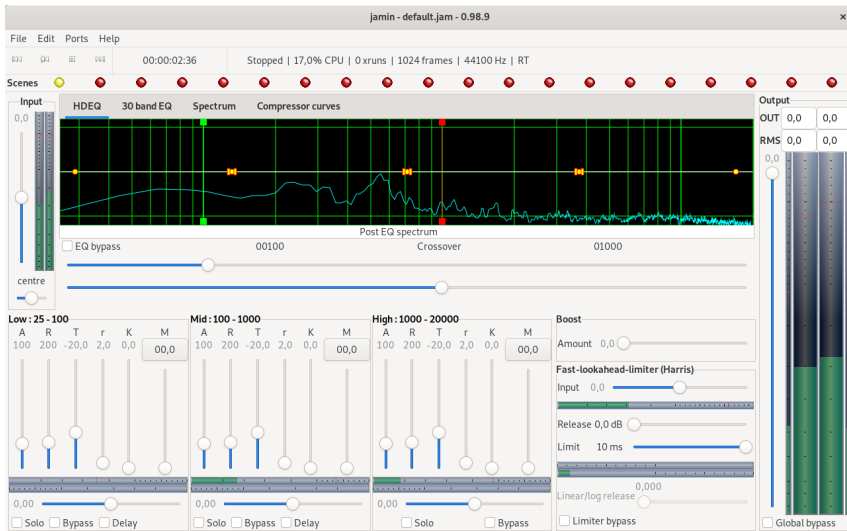 jamin - default.jam - 0.98.9 ×
File Edit Ports Help
00:00:02:36 Stopped | 17,0% CPU | 0 xruns | 1024 frames | 44100 Hz | RT
Scenes
Input HDEQ 30 band EQ Spectrum Compressor curves Output
0,0 OUT 0,0 0,0
RMS 0,0 0,0
0,0
Post EQ spectrum
EQ bypass 00100 Crossover 01000
centre
Low : 25 - 100 Mid : 100 - 1000 High : 1000 - 20000 Boost
A R T r K M A R T r K M A R T r K M
100 200 -20,0 2,0 0,0 00,0 100 200 -20,0 2,0 0,0 00,0 100 200 -20,0 2,0 0,0 00,0 Amount 0,0
Fast-lookahead-limiter (Harris)
Input 0,0
Release 0,0 dB
Limit 10 ms
0,000
Linear/log release
0,00 0,00 0,00
Solo Bypass Delay Solo Bypass Delay Solo Bypass Limiter bypass Global bypass